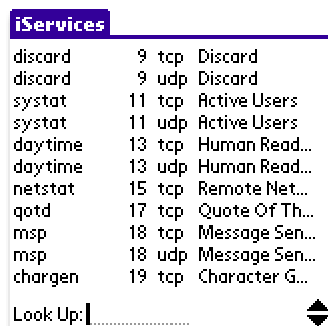 iServices
discard 9 tcp Discard
discard 9 udp Discard
systat 11 tcp Active Users
systat 11 udp Active Users
daytime 13 tcp Human Read...
daytime 13 udp Human Read...
netstat 15 tcp Remote Net...
qotd 17 tcp Quote Of Th...
msp 18 tcp Message Sen...
msp 18 udp Message Sen...
chargen 19 tcp Character G...
Look Up: